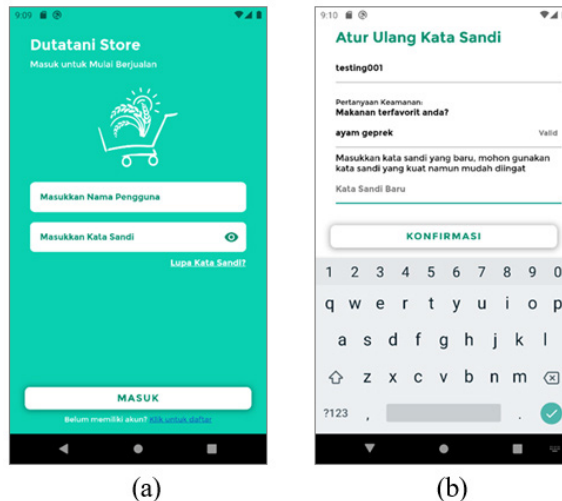 9:09
Dutatani Store
Masuk untuk Mulai Berjualan
Masukkan Nama Pengguna
Masukkan Kata Sandi
Lupa Kata Sandi?
MASUK
Belum memiliki akun? Klik untuk daftar
(a)
9:10
Atur Ulang Kata Sandi
testing001
Pertanyaan Keamanan:
Makanan terfavorit anda?
ayam geprek Valid
Masukkan kata sandi yang baru, mohon gunakan
kata sandi yang kuat namun mudah diingat
Kata Sandi Baru
KONFIRMASI
1 2 3 4 5 6 7 8 9 0
q w e r t y u i o p
a s d f g h j k l
z x c v b n m
?123 , .
(b)